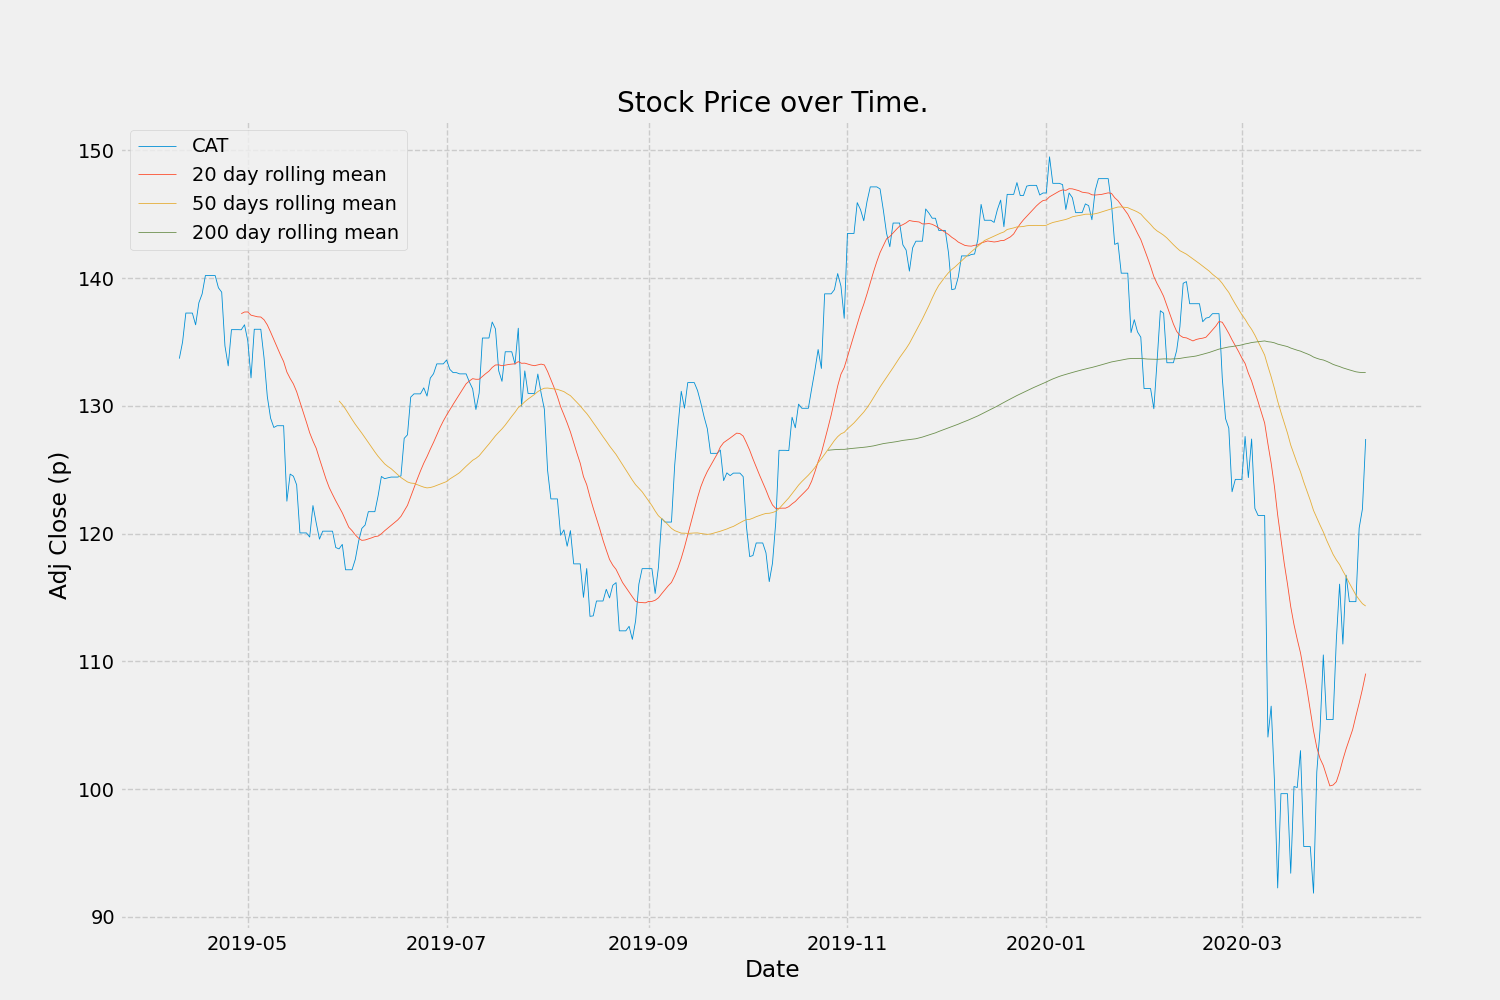 Stock Price over Time.
CAT
20 day rolling mean
50 days rolling mean
200 day rolling mean
150
140
130
120
110
100
90
Adj Close (p)
2019-05 2019-07 2019-09 2019-11 2020-01 2020-03
Date